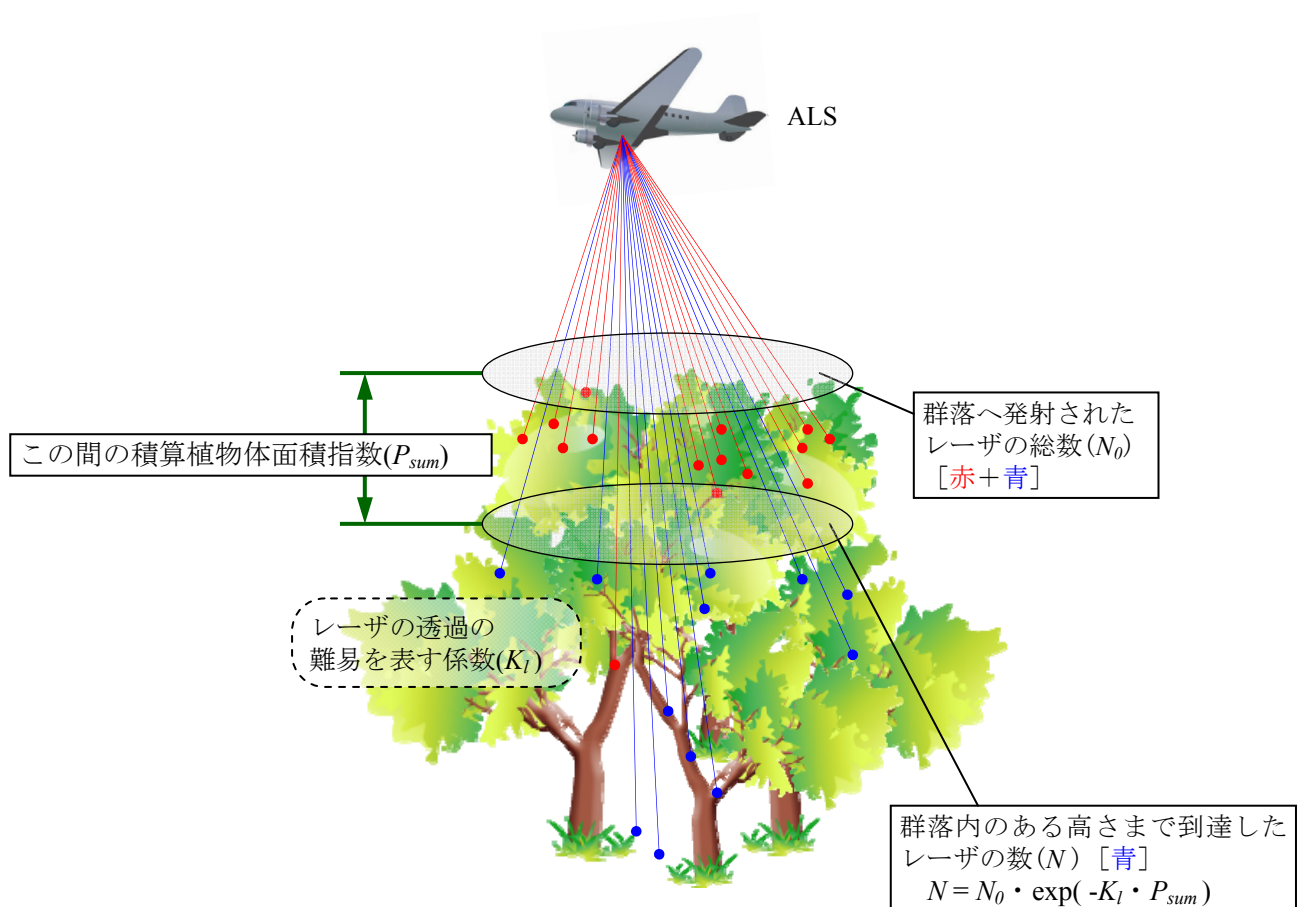 ALS
群落へ発射された
レーザの総数(N0)
[赤+青]
この間の積算植物体面積指数(Psum)
レーザの透過の
難易を表す係数(Kl)
群落内のある高さまで到達した
レーザの数(N) [青]
N = N0・exp( -Kl・Psum )